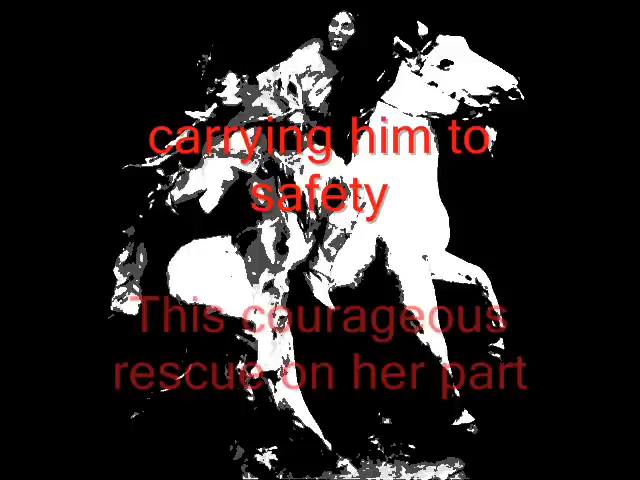 carrying him to
safety
This courageous
rescue on her part